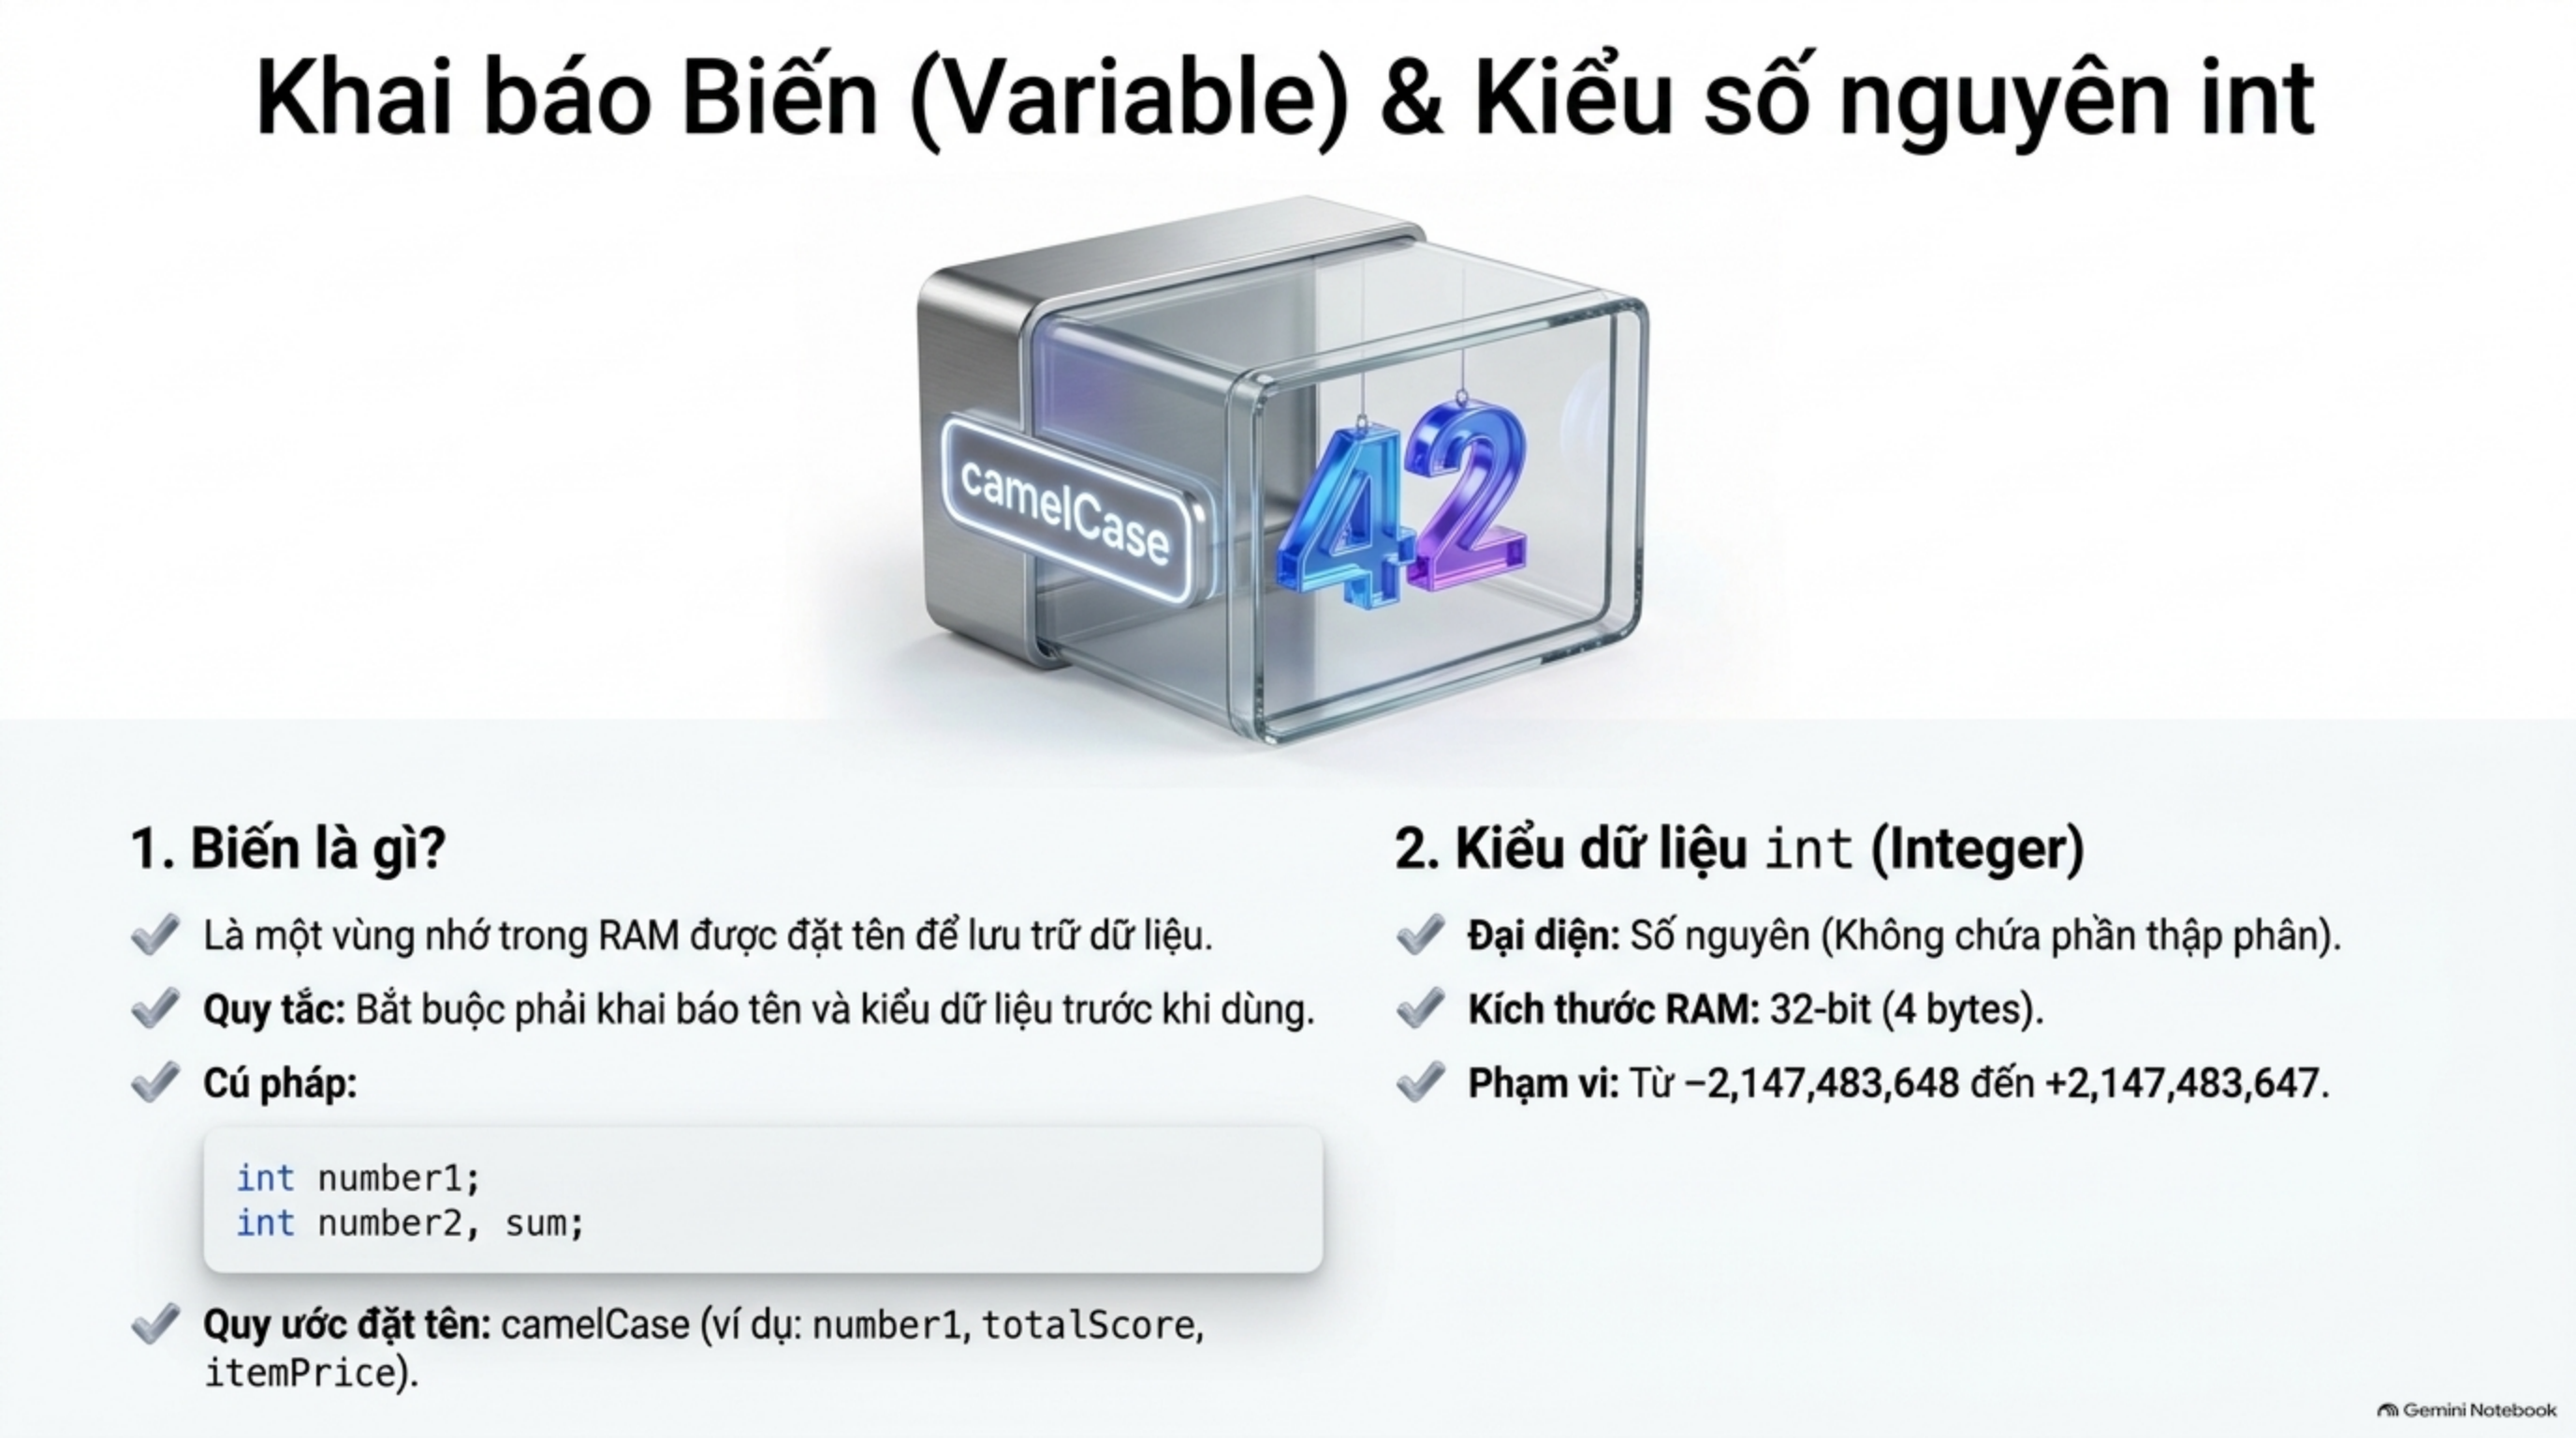 Khai báo Biến (Variable) & Kiểu số nguyên int
camelCase
42
1. Biến là gì?
Là một vùng nhớ trong RAM được đặt tên để lưu trữ dữ liệu.
Quy tắc: Bắt buộc phải khai báo tên và kiểu dữ liệu trước khi dùng.
Cú pháp:
int number1;
int number2, sum;
Quy ước đặt tên: camelCase (ví dụ: number1, totalScore,
itemPrice).
2. Kiểu dữ liệu int (Integer)
Đại diện: Số nguyên (Không chứa phần thập phân).
Kích thước RAM: 32-bit (4 bytes).
Phạm vi: Từ −2,147,483,648 đến +2,147,483,647.
Gemini Notebook